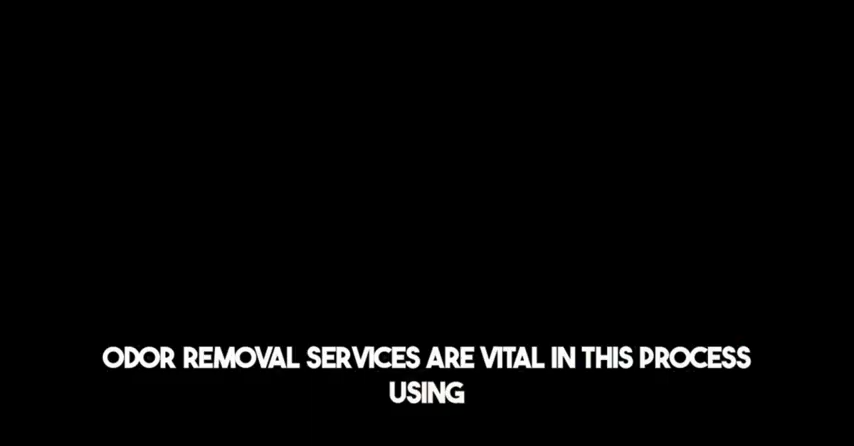 ODOR REMOVAL SERVICES ARE VITAL IN THIS PROCESS
USING